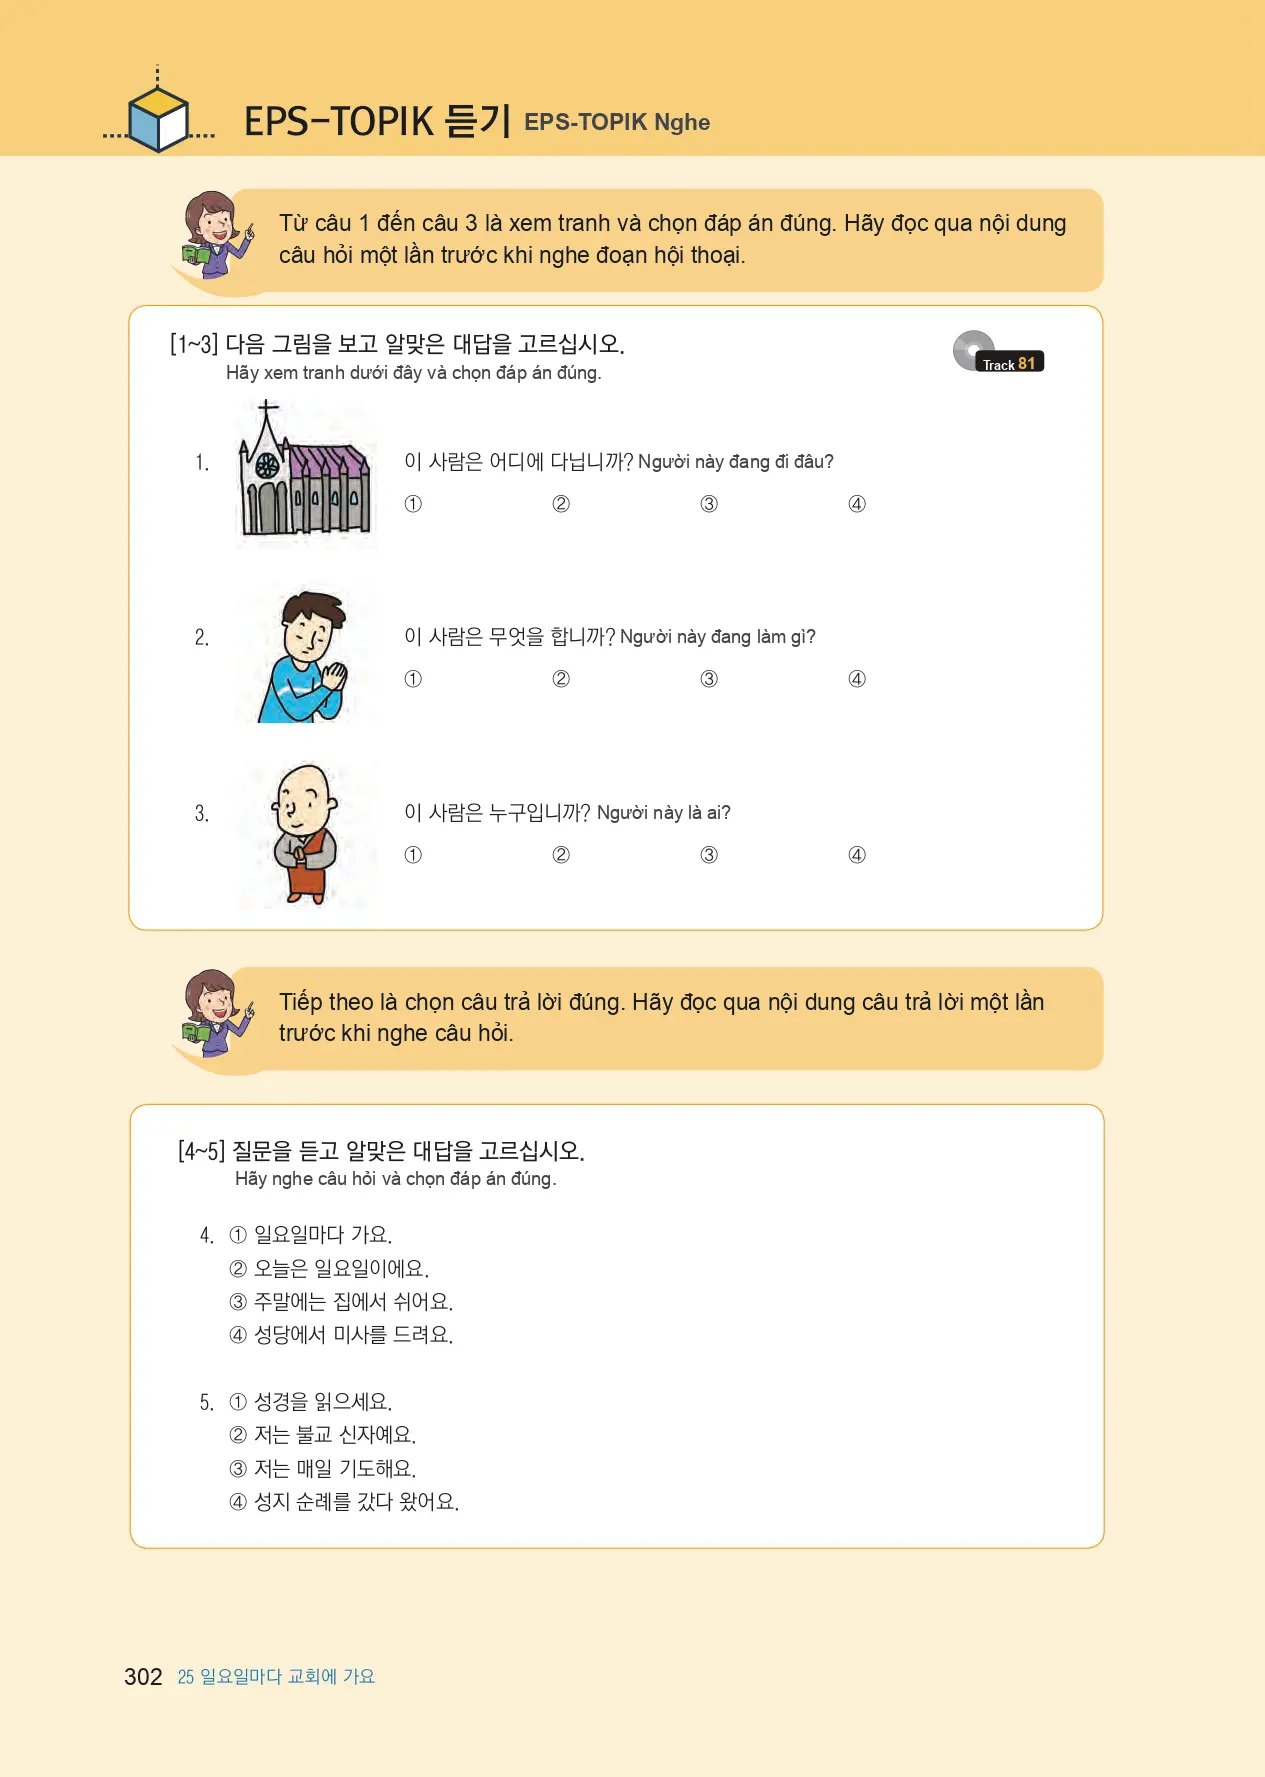 EPS-TOPIK 듣기 EPS-TOPIK Nghe
Từ câu 1 đến câu 3 là xem tranh và chọn đáp án đúng. Hãy đọc qua nội dung
câu hỏi một lần trước khi nghe đoạn hội thoại.
[1~3] 다음 그림을 보고 알맞은 대답을 고르십시오.
Hãy xem tranh dưới đây và chọn đáp án đúng.
Track 81
1. 이 사람은 어디에 다닙니까? Người này đang đi đâu?
① ② ③ ④
2. 이 사람은 무엇을 합니까? Người này đang làm gì?
① ② ③ ④
3. 이 사람은 누구입니까? Người này là ai?
① ② ③ ④
Tiếp theo là chọn câu trả lời đúng. Hãy đọc qua nội dung câu trả lời một lần
trước khi nghe câu hỏi.
[4~5] 질문을 듣고 알맞은 대답을 고르십시오.
Hãy nghe câu hỏi và chọn đáp án đúng.
4. ① 일요일마다 가요.
② 오늘은 일요일이에요.
③ 주말에는 집에서 쉬어요.
④ 성당에서 미사를 드려요.
5. ① 성경을 읽으세요.
② 저는 불교 신자예요.
③ 저는 매일 기도해요.
④ 성지 순례를 갔다 왔어요.
302 25 일요일마다 교회에 가요